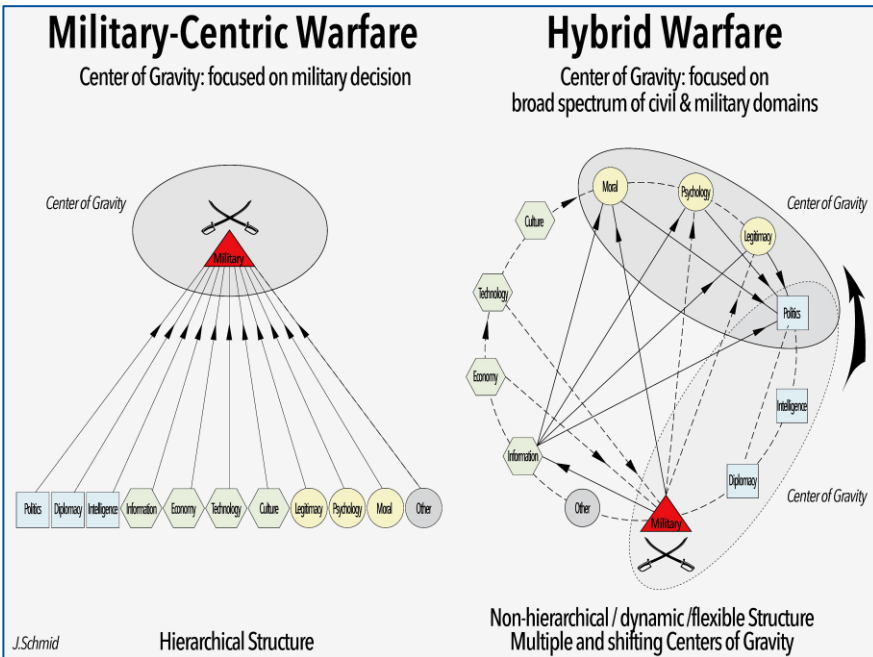 Military-Centric Warfare
Center of Gravity: focused on military decision
Center of Gravity
Military
Politics
Diplomacy
Intelligence
Information
Economy
Technology
Culture
Legitimacy
Psychology
Moral
Other
J.Schmid
Hierarchical Structure
Hybrid Warfare
Center of Gravity: focused on
broad spectrum of civil & military domains
Moral
Psychology
Center of Gravity
Culture
Legitimacy
Technology
Politics
Economy
Intelligence
Information
Diplomacy
Center of Gravity
Other
Military
Non-hierarchical / dynamic /flexible Structure
Multiple and shifting Centers of Gravity